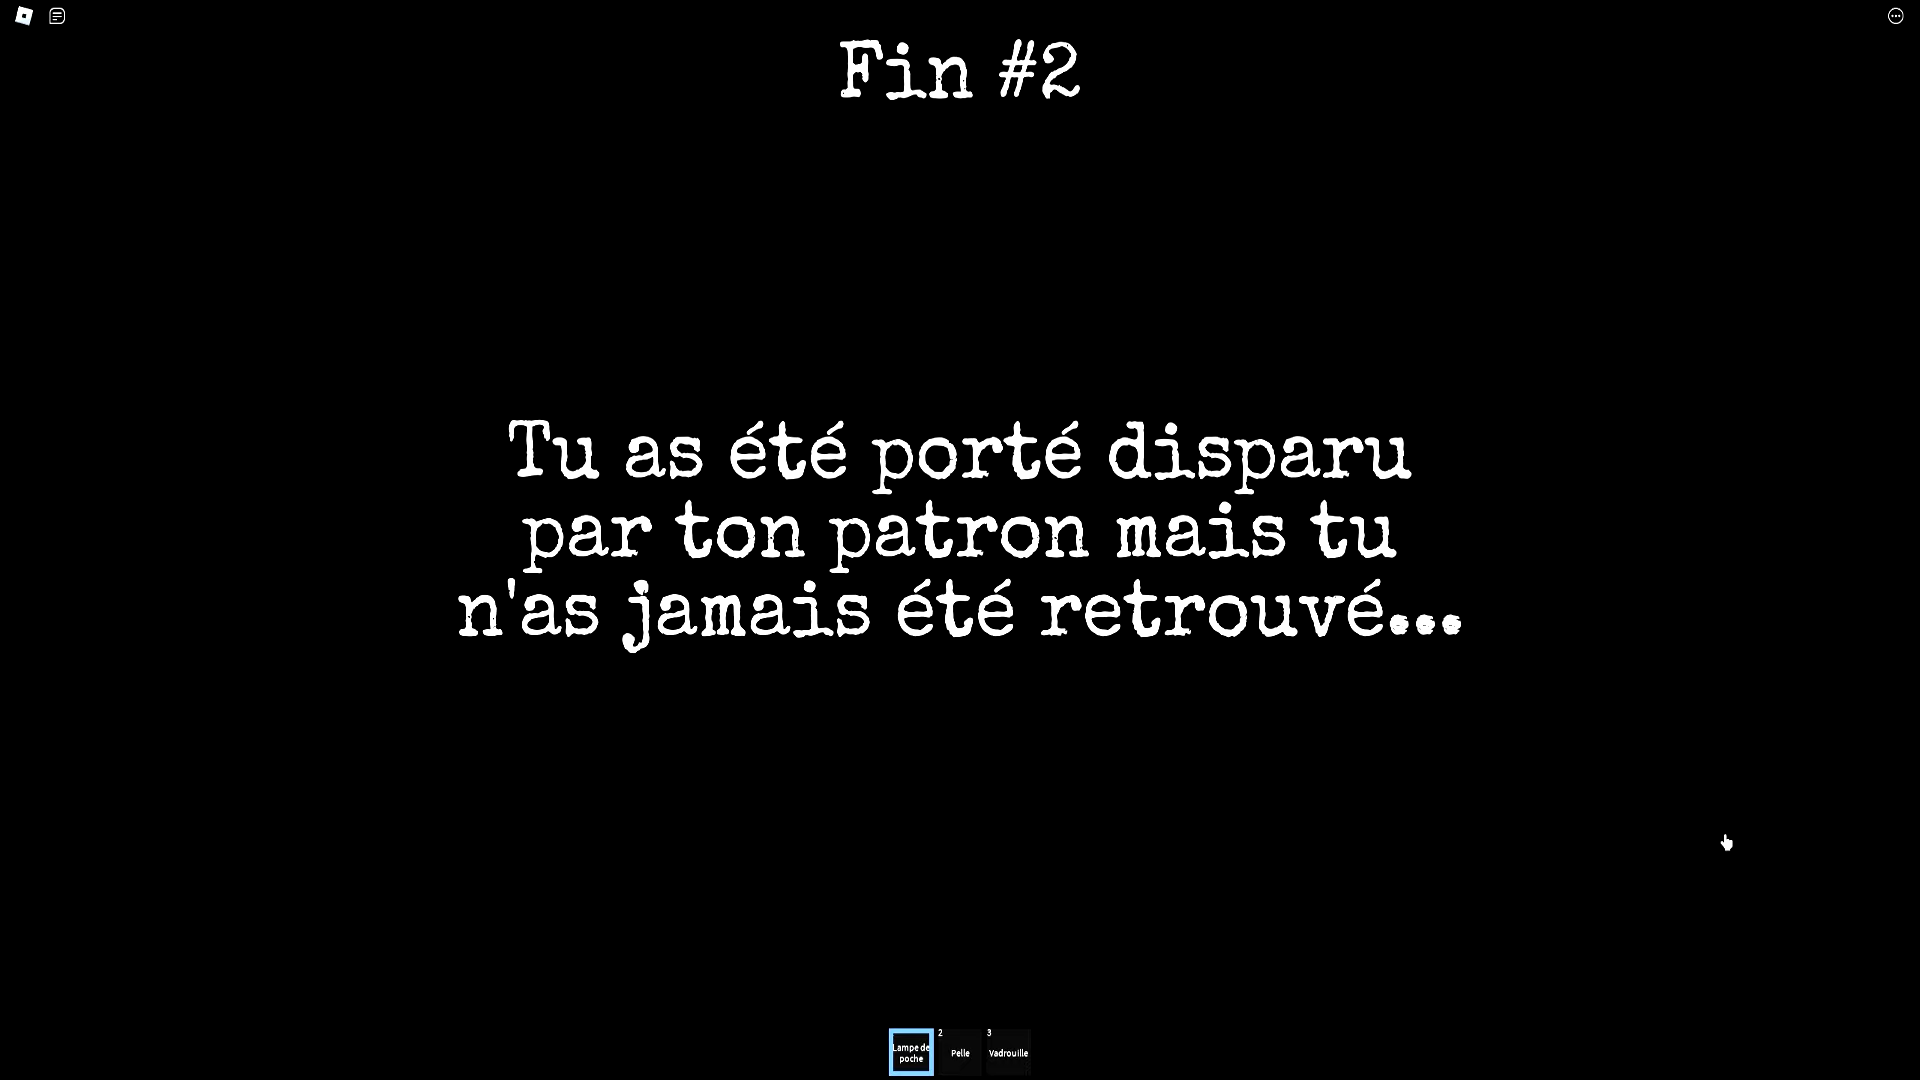 Fin #2
Tu as été porté disparu
par ton patron mais tu
n'as jamais été retrouvé...
Lampe de
poche
2
Pelle
3
Vadrouille